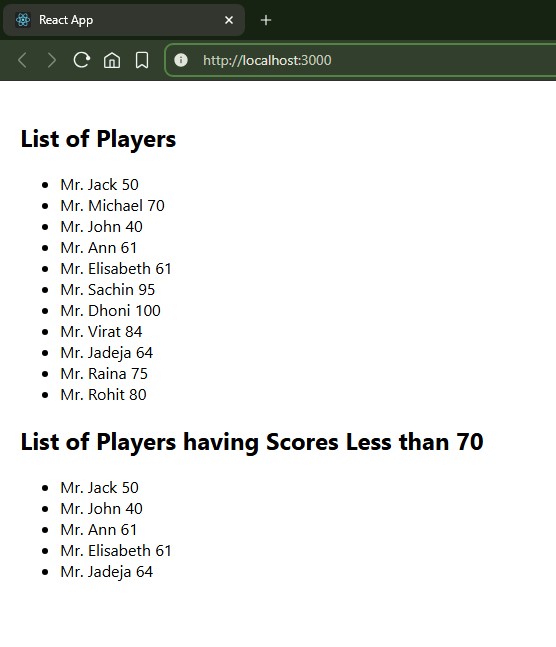 React App
http://localhost:3000
List of Players
Mr. Jack 50
Mr. Michael 70
Mr. John 40
Mr. Ann 61
Mr. Elisabeth 61
Mr. Sachin 95
Mr. Dhoni 100
Mr. Virat 84
Mr. Jadeja 64
Mr. Raina 75
Mr. Rohit 80
List of Players having Scores Less than 70
Mr. Jack 50
Mr. John 40
Mr. Ann 61
Mr. Elisabeth 61
Mr. Jadeja 64